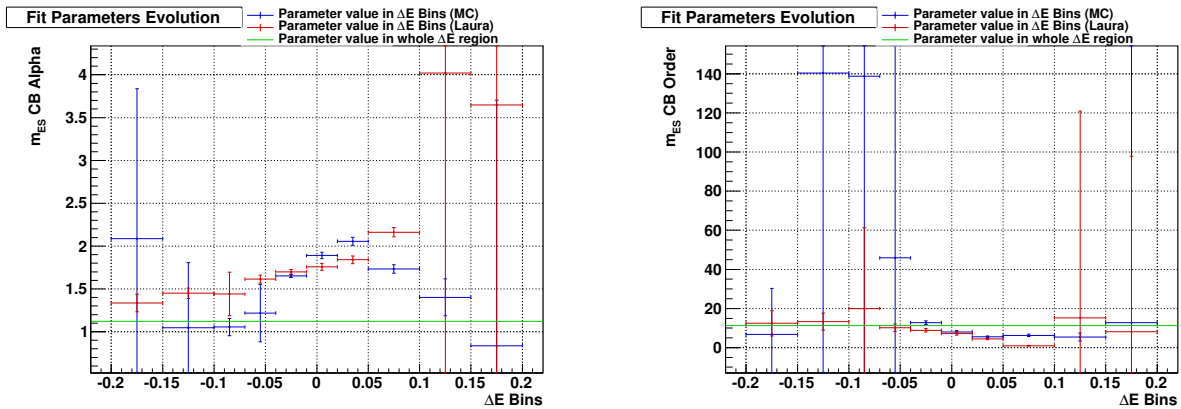 Fit Parameters Evolution
Parameter value in ΔE Bins (MC)
Parameter value in ΔE Bins (Laura)
Parameter value in whole ΔE region
m_ES CB Alpha
4
3.5
3
2.5
2
1.5
1
-0.2 -0.15 -0.1 -0.05 0 0.05 0.1 0.15 0.2
ΔE Bins
Fit Parameters Evolution
Parameter value in ΔE Bins (MC)
Parameter value in ΔE Bins (Laura)
Parameter value in whole ΔE region
m_ES CB Order
140
120
100
80
60
40
20
0
-0.2 -0.15 -0.1 -0.05 0 0.05 0.1 0.15 0.2
ΔE Bins